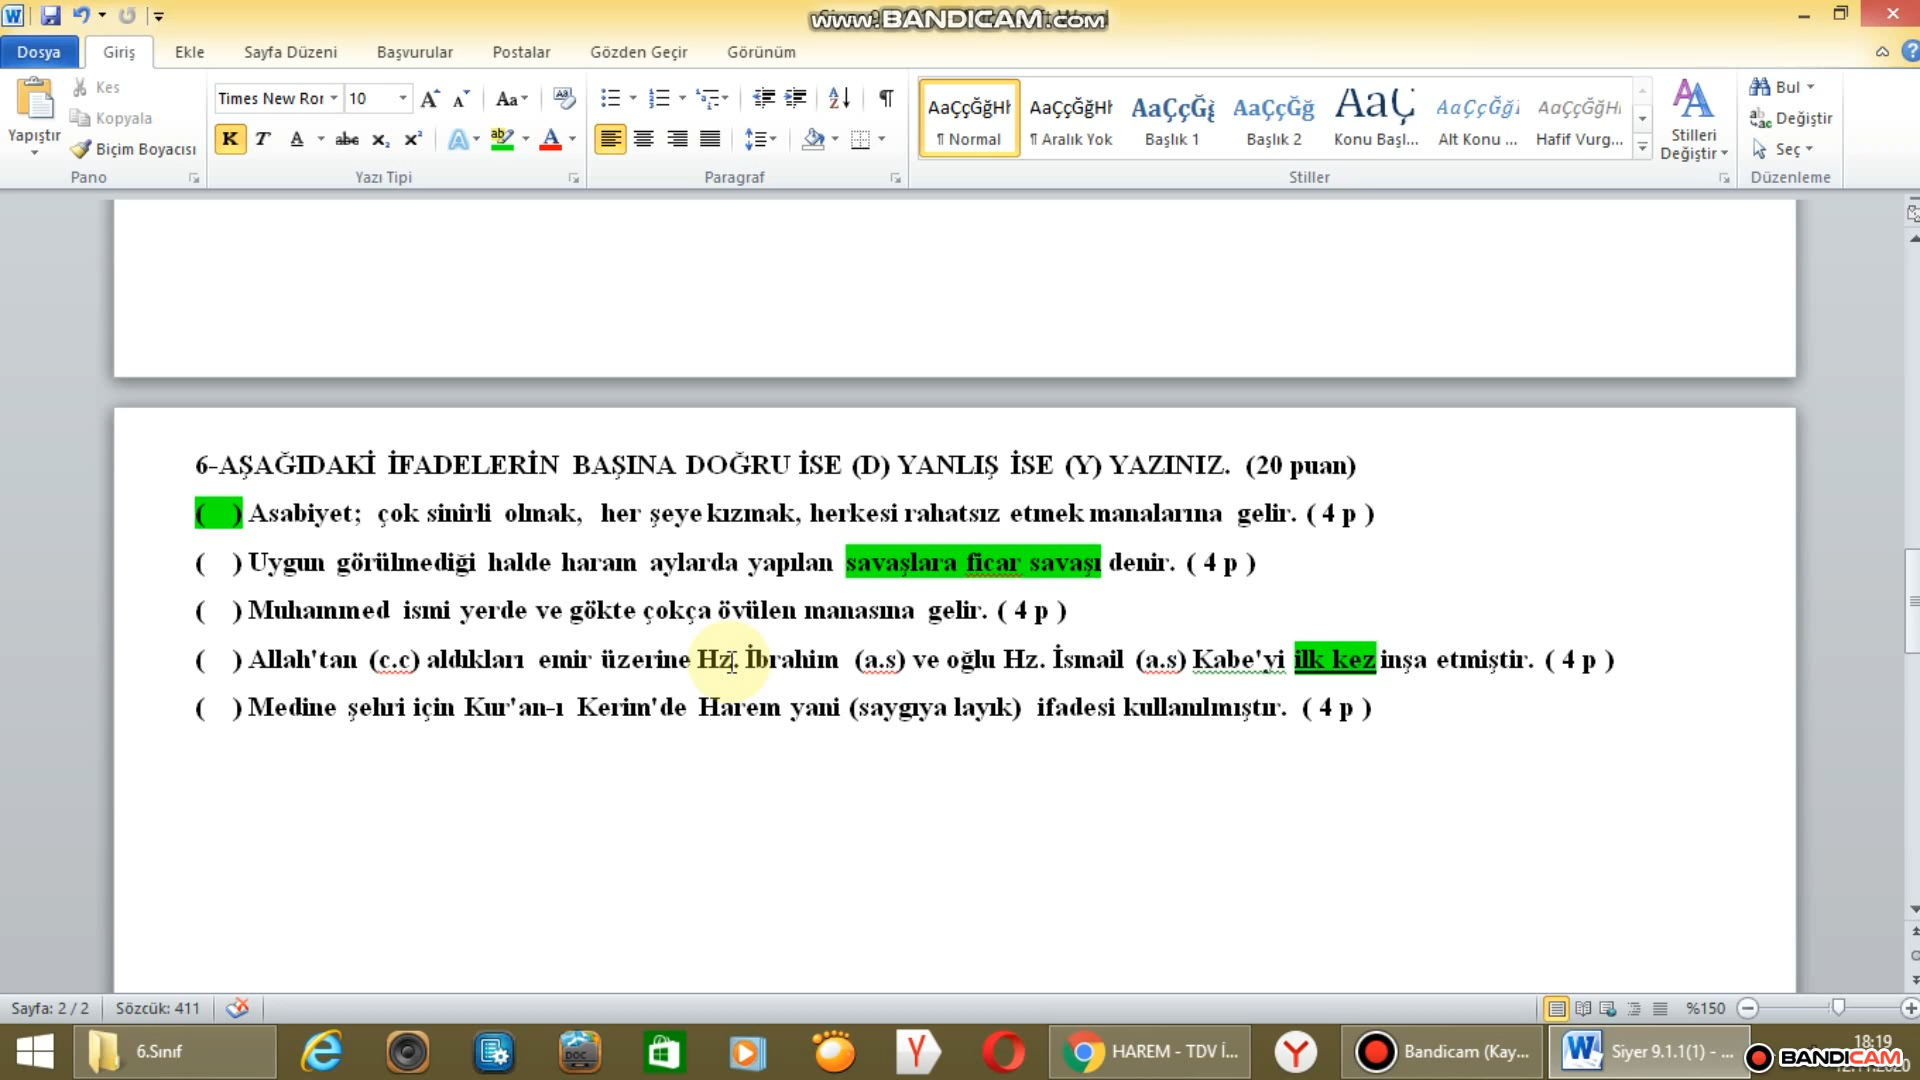 www.BANDICAM.com
Dosya Giriş Ekle Sayfa Düzeni Başvurular Postalar Gözden Geçir Görünüm
Yapıştır Kes Kopyala Biçim Boyacısı
Times New Ror 10
AaÇçĞğHł AaÇçĞğHł AaÇçĞğ AaÇçĞğ AaÇ AaÇçĞğİ AaÇçĞğHı
¶ Normal ¶ Aralık Yok Başlık 1 Başlık 2 Konu Başl... Alt Konu ... Hafif Vurg...
Stilleri Değiştir
Bul
Değiştir
Seç
Pano Yazı Tipi Paragraf Stiller Düzenleme
6-AŞAĞIDAKİ İFADELERİN BAŞINA DOĞRU İSE (D) YANLIŞ İSE (Y) YAZINIZ. (20 puan)
( ) Asabiyet; çok sinirli olmak, her şeye kızmak, herkesi rahatsız etmek manalarına gelir. ( 4 p )
( ) Uygun görülmediği halde haram aylarda yapılan savaşlara ficar savaşı denir. ( 4 p )
( ) Muhammed ismi yerde ve gökte çokça övülen manasına gelir. ( 4 p )
( ) Allah'tan (c.c) aldıkları emir üzerine Hz. İbrahim (a.s) ve oğlu Hz. İsmail (a.s) Kabe'yi ilk kez inşa etmiştir. ( 4 p )
( ) Medine şehri için Kur'an-ı Kerim'de Harem yani (saygıya layık) ifadesi kullanılmıştır. ( 4 p )
Sayfa: 2 / 2 Sözcük: 411 %150
6.Sınıf HAREM - TDV İ... Bandicam (Kay... Siyer 9.1.1(1) - ... 18:19
BANDICAM